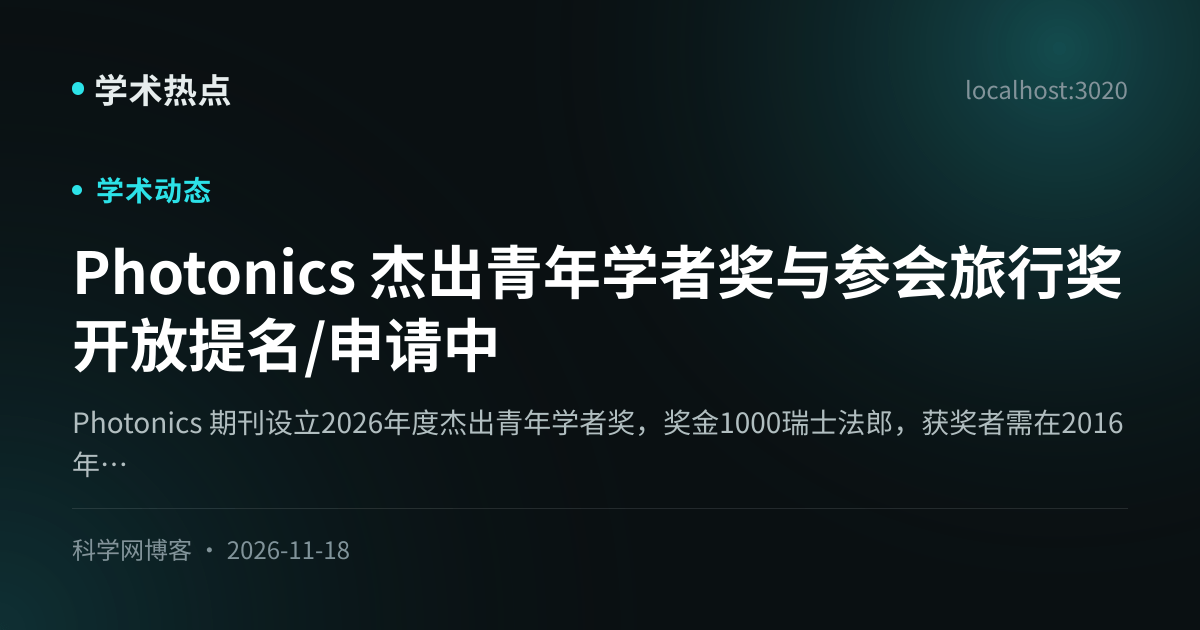 学术热点
localhost:3020
学术动态
Photonics 杰出青年学者奖与参会旅行奖
开放提名/申请中
Photonics 期刊设立2026年度杰出青年学者奖，奖金1000瑞士法郎，获奖者需在2016
年…
科学网博客 · 2026-11-18